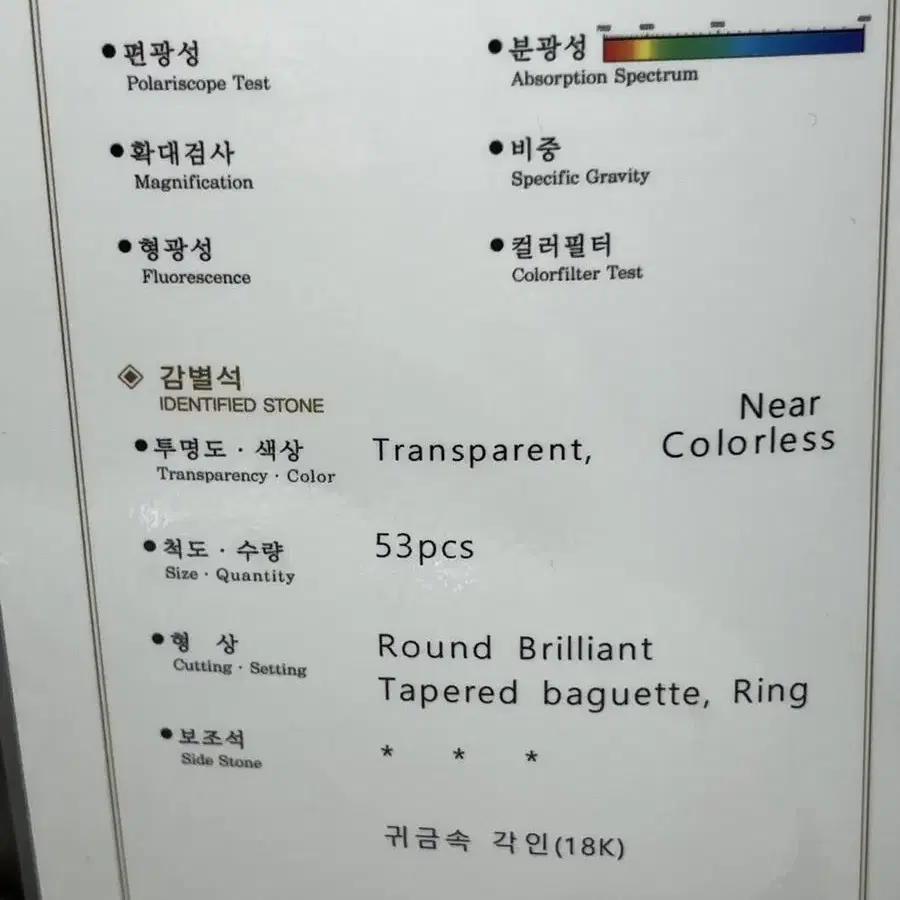 ● 편광성
Polariscope Test
● 분광성
Absorption Spectrum
● 확대검사
Magnification
● 비중
Specific Gravity
● 형광성
Fluorescence
● 컬러필터
Colorfilter Test
◈ 감별석
IDENTIFIED STONE
● 투명도 · 색상
Transparency · Color
Transparent,
Near
Colorless
● 척도 · 수량
Size · Quantity
53pcs
● 형 상
Cutting · Setting
Round Brilliant
Tapered baguette, Ring
● 보조석
Side Stone
* * *
귀금속 각인(18K)